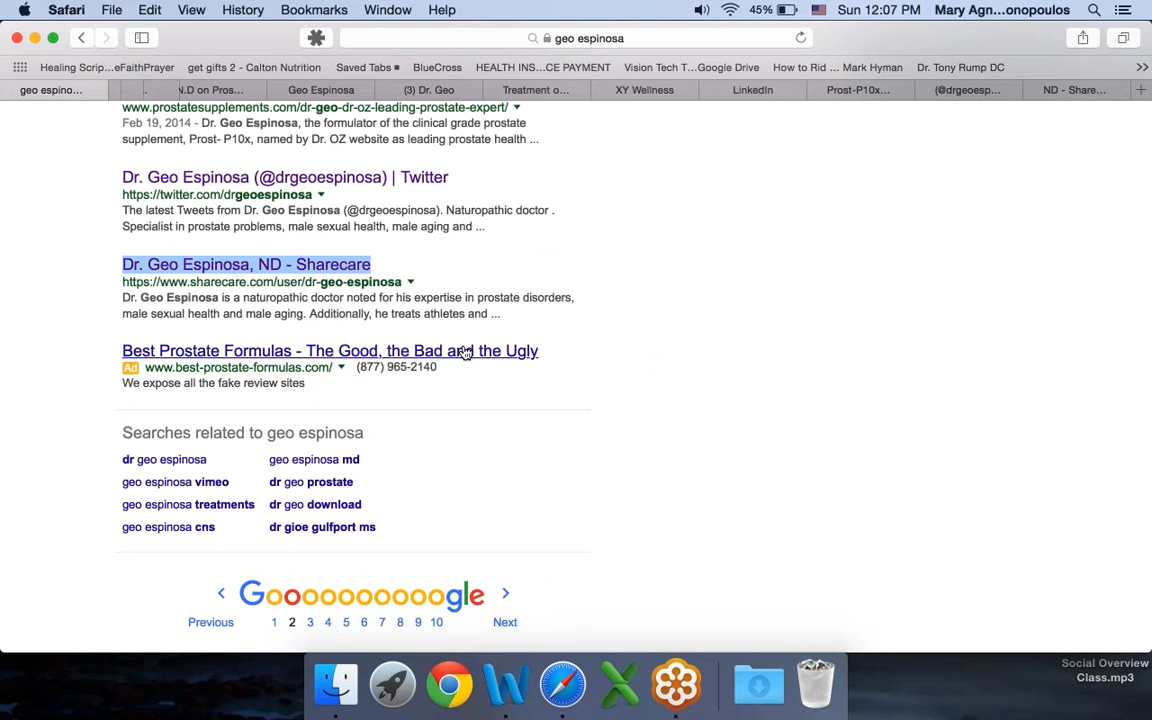 Safari File Edit View History Bookmarks Window Help 45% Sun 12:07 PM Mary Agn...onopoulos
geo espinosa
Healing Scrip...eFaithPrayer get gifts 2 - Calton Nutrition Saved Tabs BlueCross HEALTH INS...CE PAYMENT Vision Tech T...Google Drive How to Rid ... Mark Hyman Dr. Tony Rump DC >>
geo espino... N.D on Pros... Geo Espinosa (3) Dr. Geo Treatment o... XY Wellness LinkedIn Prost-P10x... (@drgeoesp... ND - Share... +
www.prostatesupplements.com/dr-geo-dr-oz-leading-prostate-expert/
Feb 19, 2014 - Dr. Geo Espinosa, the formulator of the clinical grade prostate
supplement, Prost- P10x, named by Dr. OZ website as leading prostate health ...
Dr. Geo Espinosa (@drgeoespinosa) | Twitter
https://twitter.com/drgeoespinosa
The latest Tweets from Dr. Geo Espinosa (@drgeoespinosa). Naturopathic doctor .
Specialist in prostate problems, male sexual health, male aging and ...
Dr. Geo Espinosa, ND - Sharecare
https://www.sharecare.com/user/dr-geo-espinosa
Dr. Geo Espinosa is a naturopathic doctor noted for his expertise in prostate disorders,
male sexual health and male aging. Additionally, he treats athletes and ...
Best Prostate Formulas - The Good, the Bad and the Ugly
Ad www.best-prostate-formulas.com/ (877) 965-2140
We expose all the fake review sites
Searches related to geo espinosa
dr geo espinosa geo espinosa md
geo espinosa vimeo dr geo prostate
geo espinosa treatments dr geo download
geo espinosa cns dr gioe gulfport ms
< Goooooooooogle >
Previous 1 2 3 4 5 6 7 8 9 10 Next
Social Overview
Class.mp3